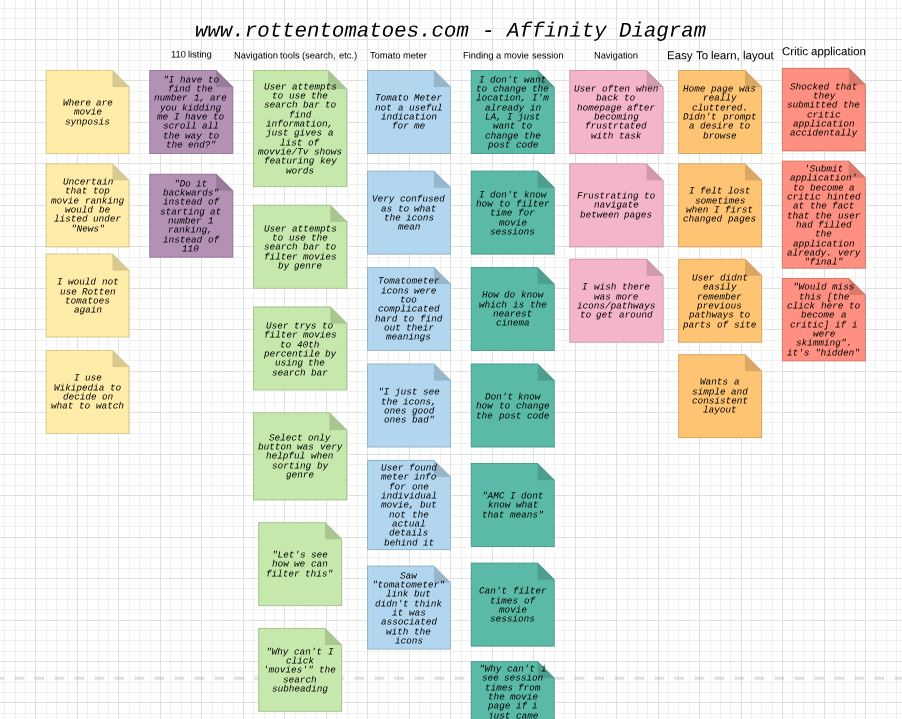 www.rottentomatoes.com - Affinity Diagram
110 listing
Navigation tools (search, etc.)
Tomato meter
Finding a movie session
Navigation
Easy To learn, layout
Critic application
Where are
movie
synposis
Uncertain
that top
movie ranking
would be
listed under
"News"
I would not
use Rotten
tomatoes
again
I use
Wikipedia to
decide on
what to watch
"I have to
find the
number 1, are
you kidding
me I have to
scroll all
the way to
the end?"
"Do it
backwards"
instead of
starting at
number 1
ranking,
instead of
110
User attempts
to use the
search bar to
find
information,
just gives a
list of
movvie/Tv shows
featuring key
words
User attempts
to use the
search bar to
filter movies
by genre
User trys to
filter movies
to 40th
percentile by
using the
search bar
Select only
button was very
helpful when
sorting by
genre
"Let's see
how we can
filter this"
"Why can't I
click
'movies'" the
search
subheading
Tomato Meter
not a useful
indication
for me
Very confused
as to what
the icons
mean
Tomatometer
icons were
too
complicated
hard to find
out their
meanings
"I just see
the icons,
ones good
ones bad"
User found
meter info
for one
individual
movie, but
not the
actual
details
behind it
Saw
"tomatometer"
link but
didn't think
it was
associated
with the
icons
I don't want
to change the
location, I'm
already in
LA, I just
want to
change the
post code
I don't know
how to filter
time for
movie
sessions
How do know
which is the
nearest
cinema
Don't know
how to change
the post code
"AMC I dont
know what
that means"
Can't filter
times of
movie
sessions
"Why can't i
see session
times from
the movie
page if i
just came
User often when
back to
homepage after
becoming
frustrtated
with task
Frustrating to
navigate
between pages
I wish there
was more
icons/pathways
to get around
Home page was
really
cluttered.
Didn't prompt
a desire to
browse
I felt lost
sometimes
when I first
changed pages
User didnt
easily
remember
previous
pathways to
parts of site
Wants a
simple and
consistent
layout
Shocked that
they
submitted the
critic
application
accidentally
'Submit
application'
to become a
critic hinted
at the fact
that the user
had filled
the
application
already. very
"final"
"Would miss
this [the
click here to
become a
critic] if i
were
skimming".
it's "hidden"